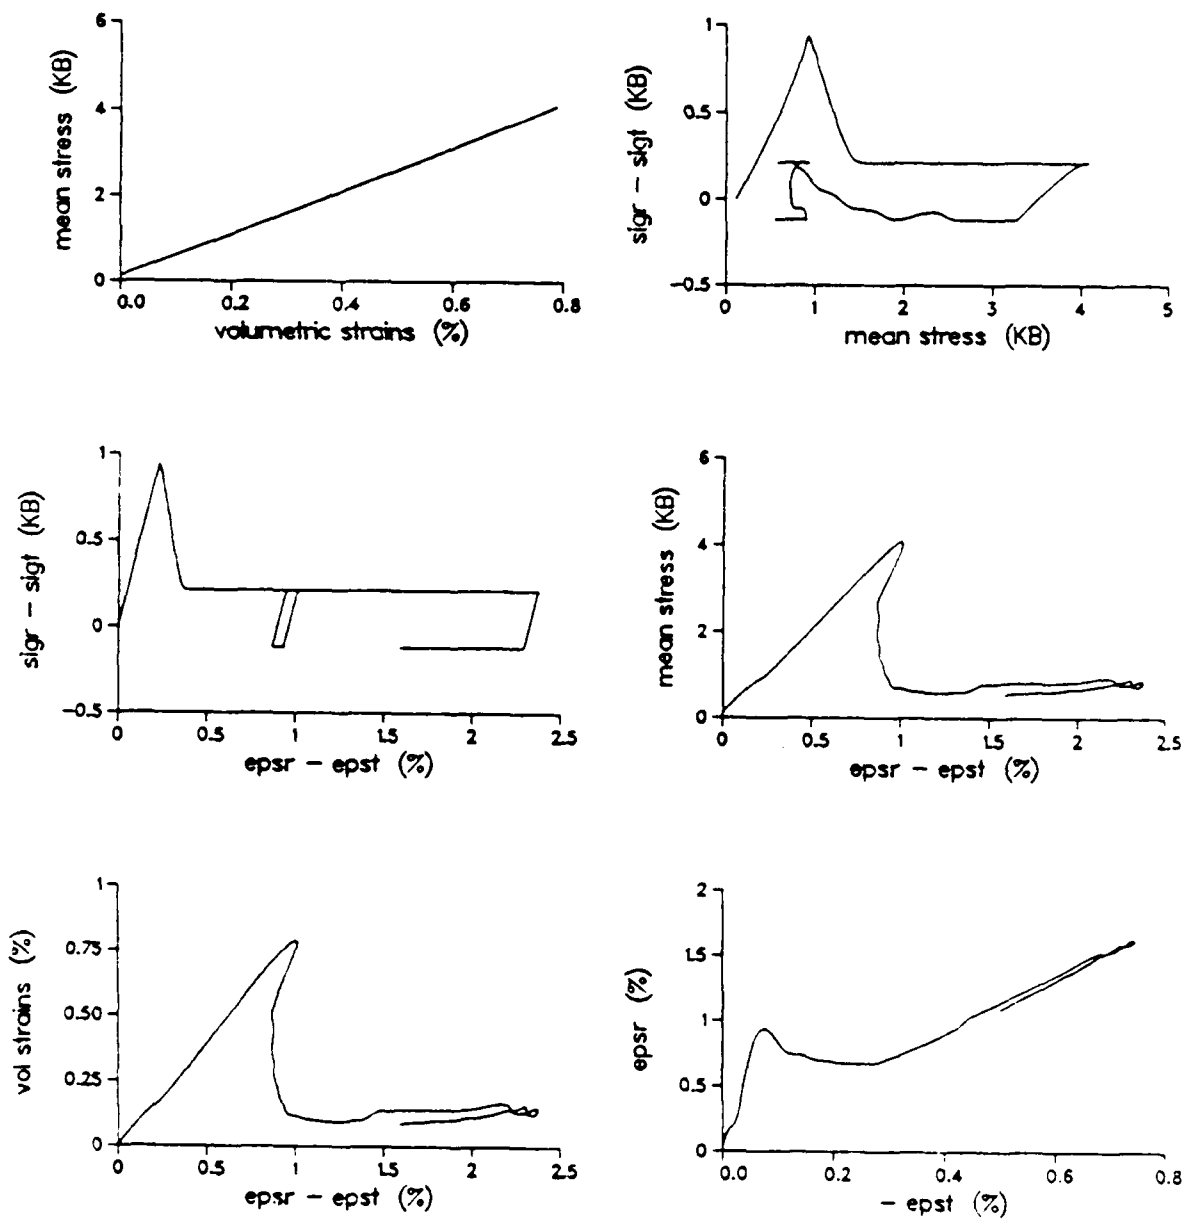 6
4
2
0
mean stress (KB)
0.0 0.2 0.4 0.6 0.8
volumetric strains (%)
1
0.5
0
-0.5
sigr - sigt (KB)
0 1 2 3 4 5
mean stress (KB)
1
0.5
0
-0.5
sigr - sigt (KB)
0 0.5 1 1.5 2 2.5
epsr - epst (%)
6
4
2
0
mean stress (KB)
0 0.5 1 1.5 2 2.5
epsr - epst (%)
1
0.75
0.50
0.25
0
vol strains (%)
0 0.5 1 1.5 2 2.5
epsr - epst (%)
2
1.5
1
0.5
0
epsr (%)
0.0 0.2 0.4 0.6 0.8
- epst (%)